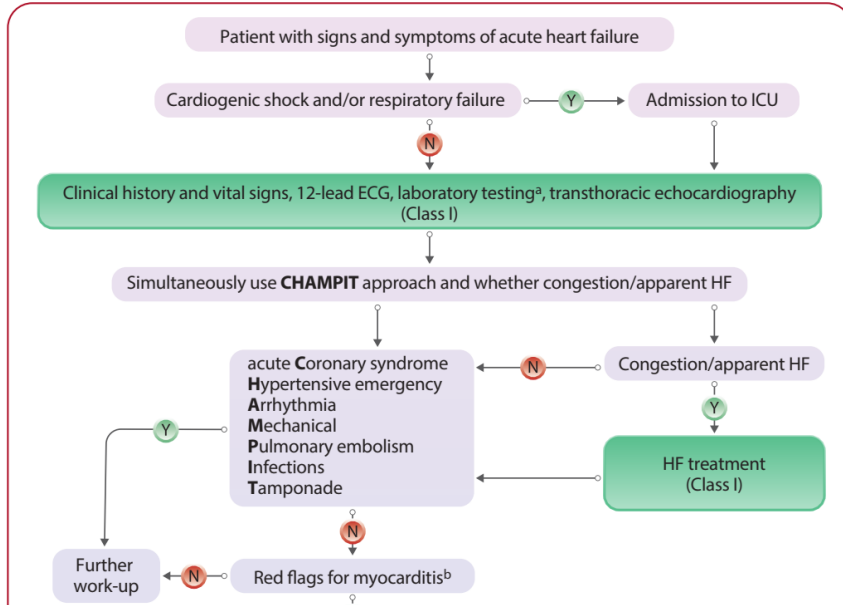 Patient with signs and symptoms of acute heart failure
Cardiogenic shock and/or respiratory failure
Y
Admission to ICU
N
Clinical history and vital signs, 12-lead ECG, laboratory testingᵃ, transthoracic echocardiography
(Class I)
Simultaneously use CHAMPIT approach and whether congestion/apparent HF
acute Coronary syndrome
Hypertensive emergency
Arrhythmia
Mechanical
Pulmonary embolism
Infections
Tamponade
N
Congestion/apparent HF
Y
Y
HF treatment
(Class I)
N
Further
work-up
N
Red flags for myocarditisᵇ